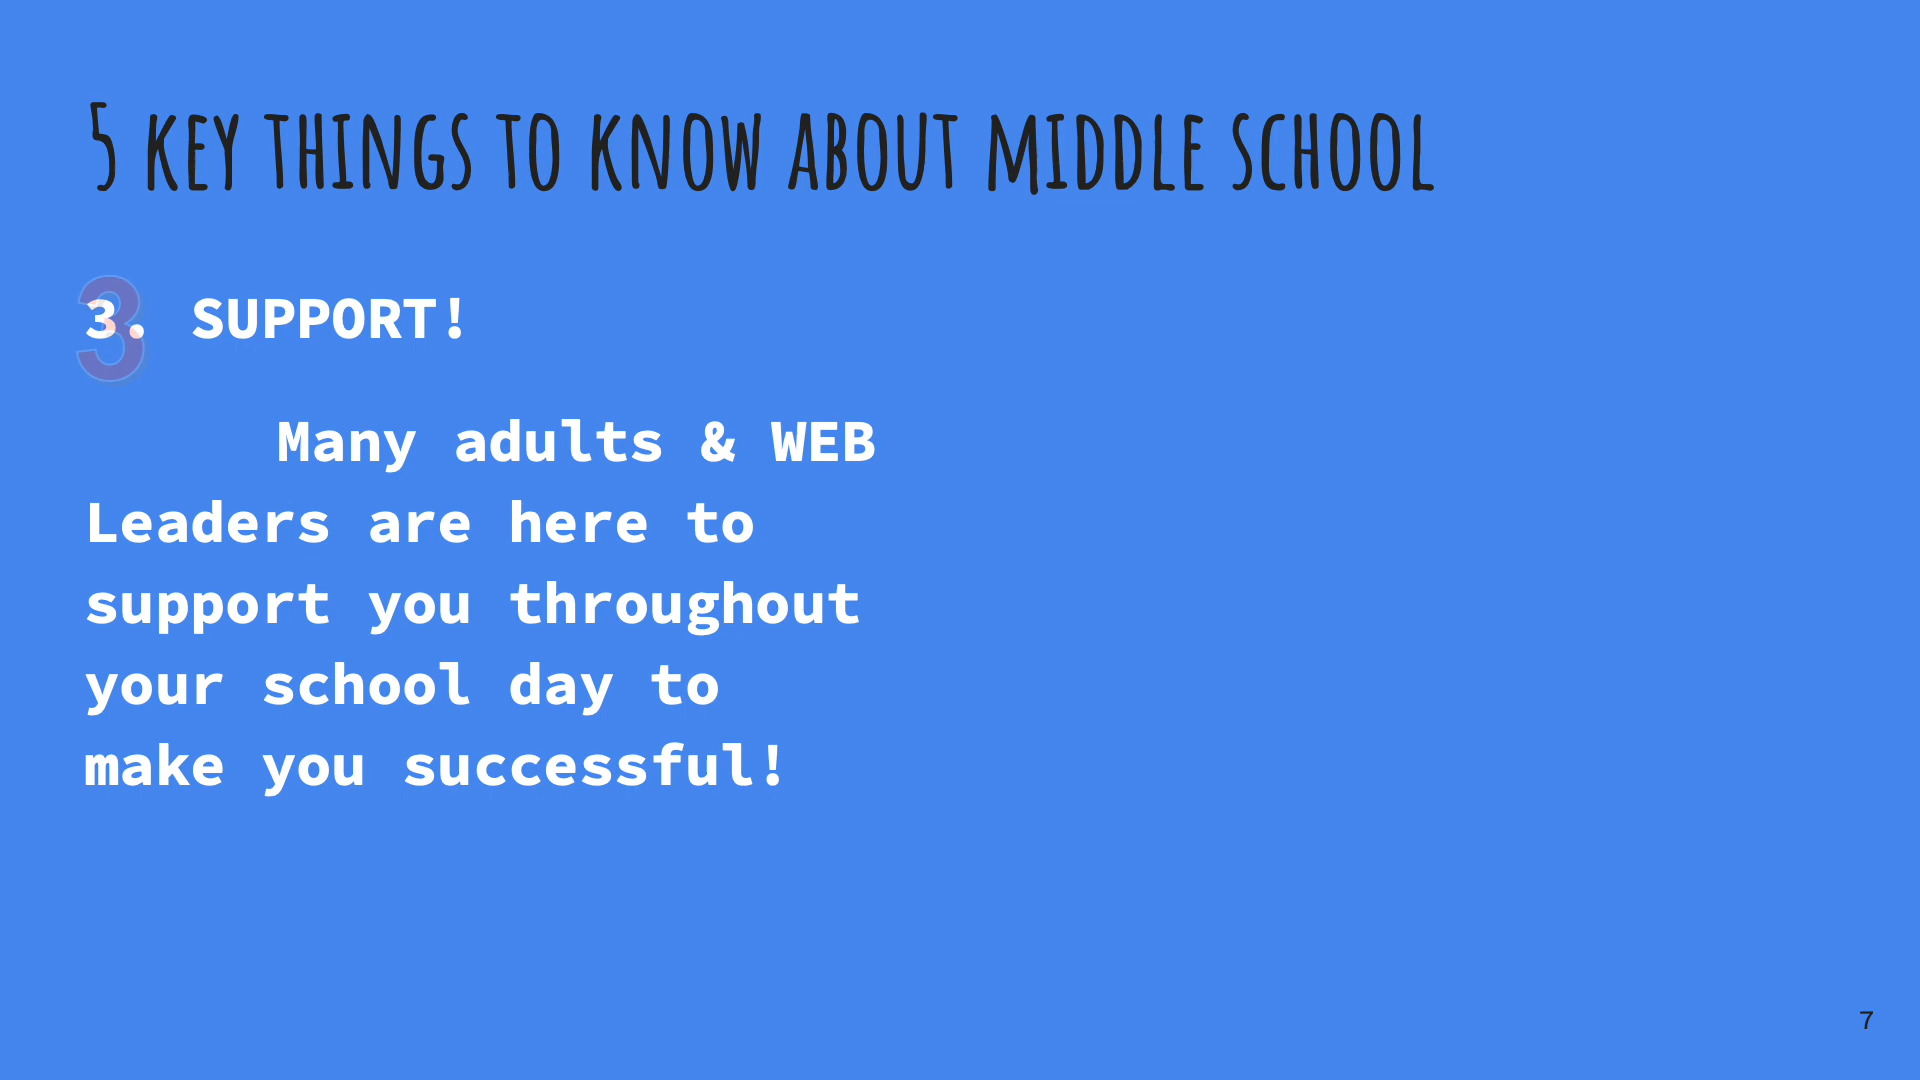 5 KEY THINGS TO KNOW ABOUT MIDDLE SCHOOL
3
3. SUPPORT!
Many adults & WEB
Leaders are here to
support you throughout
your school day to
make you successful!
7